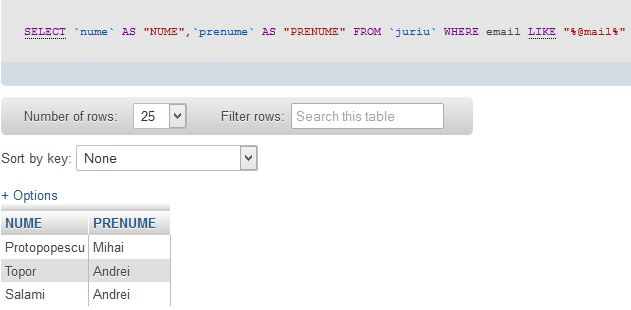 SELECT `nume` AS "NUME",`prenume` AS "PRENUME" FROM `juriu` WHERE email LIKE "%@mail%"
Number of rows: 25 Filter rows: Search this table
Sort by key: None
+ Options
NUME PRENUME
Protopopescu Mihai
Topor Andrei
Salami Andrei